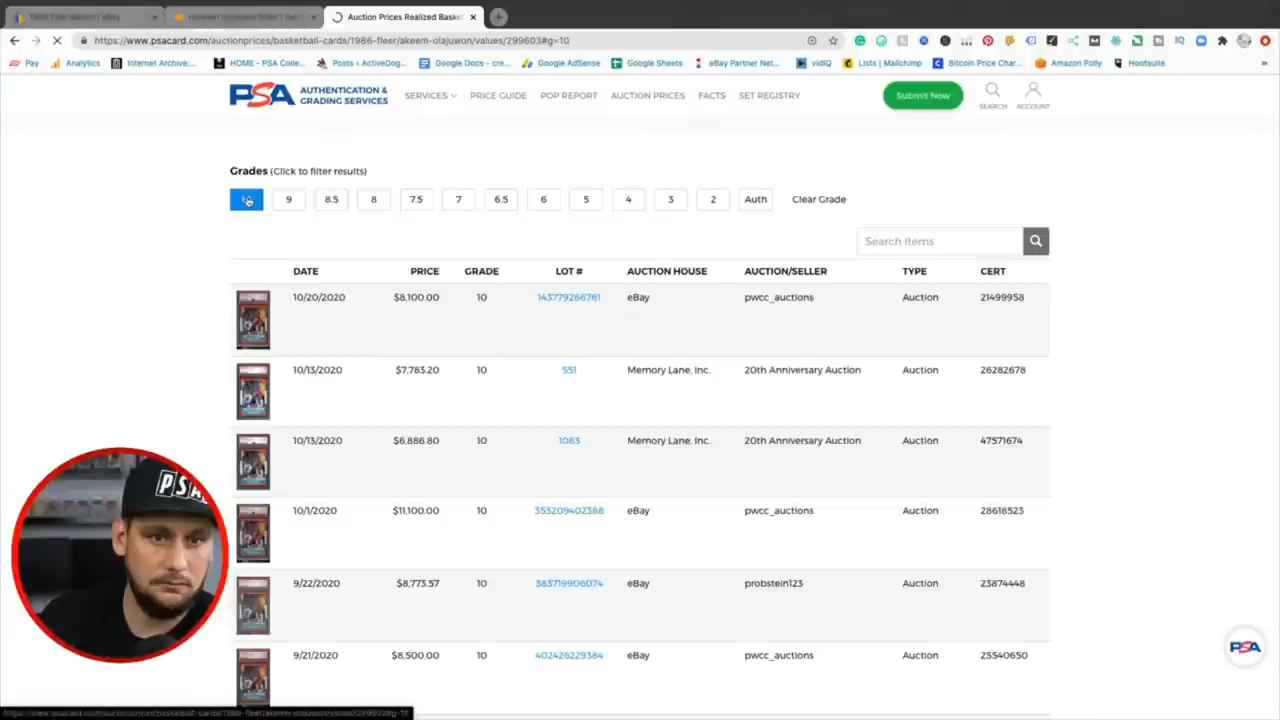 Auction Prices Realized Baske
https://www.psacard.com/auctionprices/basketball-cards/1986-fleer/akeem-olajuwon/values/299603#g=10
Pay
Analytics
Internet Archive:...
HOME - PSA Colle...
Posts ‹ ActiveDog...
Google Docs - cre...
Google AdSense
Google Sheets
eBay Partner Net...
vidIQ
Lists | Mailchimp
Bitcoin Price Char...
Amazon Polly
Hootsuite
»
PSA AUTHENTICATION & GRADING SERVICES
SERVICES
PRICE GUIDE
POP REPORT
AUCTION PRICES
FACTS
SET REGISTRY
Submit Now
SEARCH
ACCOUNT
Grades (Click to filter results)
9 8.5 8 7.5 7 6.5 6 5 4 3 2 Auth Clear Grade
Search Items
DATE PRICE GRADE LOT # AUCTION HOUSE AUCTION/SELLER TYPE CERT
10/20/2020 $8,100.00 10 143779266761 eBay pwcc_auctions Auction 21499958
10/13/2020 $7,783.20 10 551 Memory Lane, Inc. 20th Anniversary Auction Auction 26282678
10/13/2020 $6,886.80 10 1083 Memory Lane, Inc. 20th Anniversary Auction Auction 47571674
10/1/2020 $11,100.00 10 353209402388 eBay pwcc_auctions Auction 28618523
9/22/2020 $8,773.57 10 383719906074 eBay probstein123 Auction 23874448
9/21/2020 $8,500.00 10 402426229384 eBay pwcc_auctions Auction 25540650
PSA
PSA